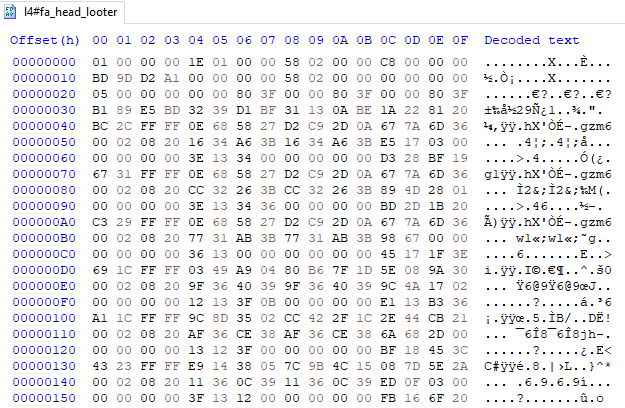 l4#fa_head_looter
Offset(h) 00 01 02 03 04 05 06 07 08 09 0A 0B 0C 0D 0E 0F Decoded text
00000000 01 00 00 00 1E 01 00 00 58 02 00 00 C8 00 00 00 ........X...È...
00000010 BD 9D D2 A1 00 00 00 00 58 02 00 00 00 00 00 00 ½.Ò¡....X.......
00000020 05 00 00 00 00 00 80 3F 00 00 80 3F 00 00 80 3F ......€?..€?..€?
00000030 B1 89 E5 BD 32 39 D1 BF 31 13 0A BE 1A 22 81 20 ±‰å½29Ñ¿1..¾.".
00000040 BC 2C FF FF 0E 68 58 27 D2 C9 2D 0A 67 7A 6D 36 ¼,ÿÿ.hX'ÒÉ-.gzm6
00000050 00 02 08 20 16 34 A6 3B 16 34 A6 3B E5 17 03 00 ... .4¦;.4¦;å...
00000060 00 00 00 00 3E 13 34 00 00 00 00 00 D3 28 BF 19 ....>.4.....Ó(¿.
00000070 67 31 FF FF 0E 68 58 27 D2 C9 2D 0A 67 7A 6D 36 g1ÿÿ.hX'ÒÉ-.gzm6
00000080 00 02 08 20 CC 32 26 3B CC 32 26 3B 89 4D 28 01 ... Ì2&;Ì2&;‰M(.
00000090 00 00 00 00 3E 13 34 36 00 00 00 00 BD 2D 1B 20 ....>.46....½-.
000000A0 C3 29 FF FF 0E 68 58 27 D2 C9 2D 0A 67 7A 6D 36 Ã)ÿÿ.hX'ÒÉ-.gzm6
000000B0 00 02 08 20 77 31 AB 3B 77 31 AB 3B 98 67 00 00 ... w1«;w1«;˜g..
000000C0 00 00 00 00 36 13 00 00 00 00 00 00 45 17 1F 3E ....6.......E..>
000000D0 69 1C FF FF 03 49 A9 04 80 B6 7F 1D 5E 08 9A 30 i.ÿÿ.I©.€¶..^.š0
000000E0 00 02 08 20 9F 36 40 39 9F 36 40 39 9C 4A 17 02 ... Ÿ6@9Ÿ6@9œJ..
000000F0 00 00 00 00 12 13 3F 0B 00 00 00 00 E1 13 B3 36 ......?.....á.³6
00000100 A1 1C FF FF 9C 8D 35 02 CC 42 2F 1C 2E 44 CB 21 ¡.ÿÿœ.5.ÌB/..DË!
00000110 00 02 08 20 AF 36 CE 38 AF 36 CE 38 6A 68 2D 00 ... ¯6Î8¯6Î8jh-.
00000120 00 00 00 00 13 12 3F 00 00 00 00 00 BF 18 45 3C ......?.....¿.E<
00000130 43 23 FF FF E9 14 38 05 7C 9B 4C 15 08 7D 5E 2A C#ÿÿé.8.|›L..}^*
00000140 00 02 08 20 11 36 0C 39 11 36 0C 39 ED 0F 03 00 ... .6.9.6.9í...
00000150 00 00 00 00 3F 13 12 00 00 00 00 00 FB 16 6F 20 ....?.......û.o